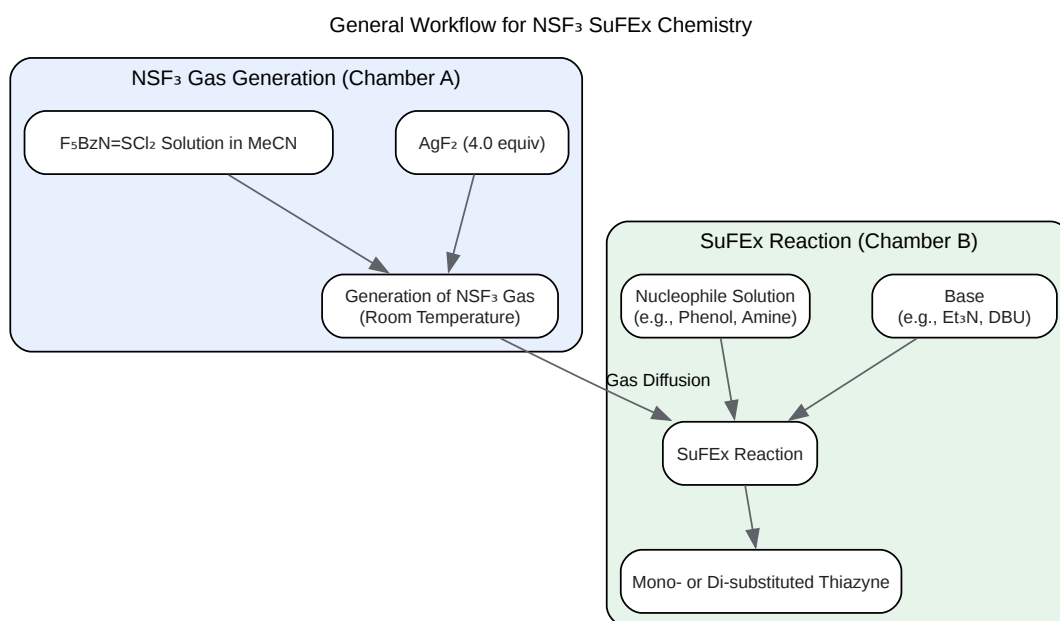 General Workflow for NSF₃ SuFEx Chemistry
NSF₃ Gas Generation (Chamber A)
F₅BzN=SCl₂ Solution in MeCN
AgF₂ (4.0 equiv)
Generation of NSF₃ Gas
(Room Temperature)
Gas Diffusion
SuFEx Reaction (Chamber B)
Nucleophile Solution
(e.g., Phenol, Amine)
Base
(e.g., Et₃N, DBU)
SuFEx Reaction
Mono- or Di-substituted Thiazyne